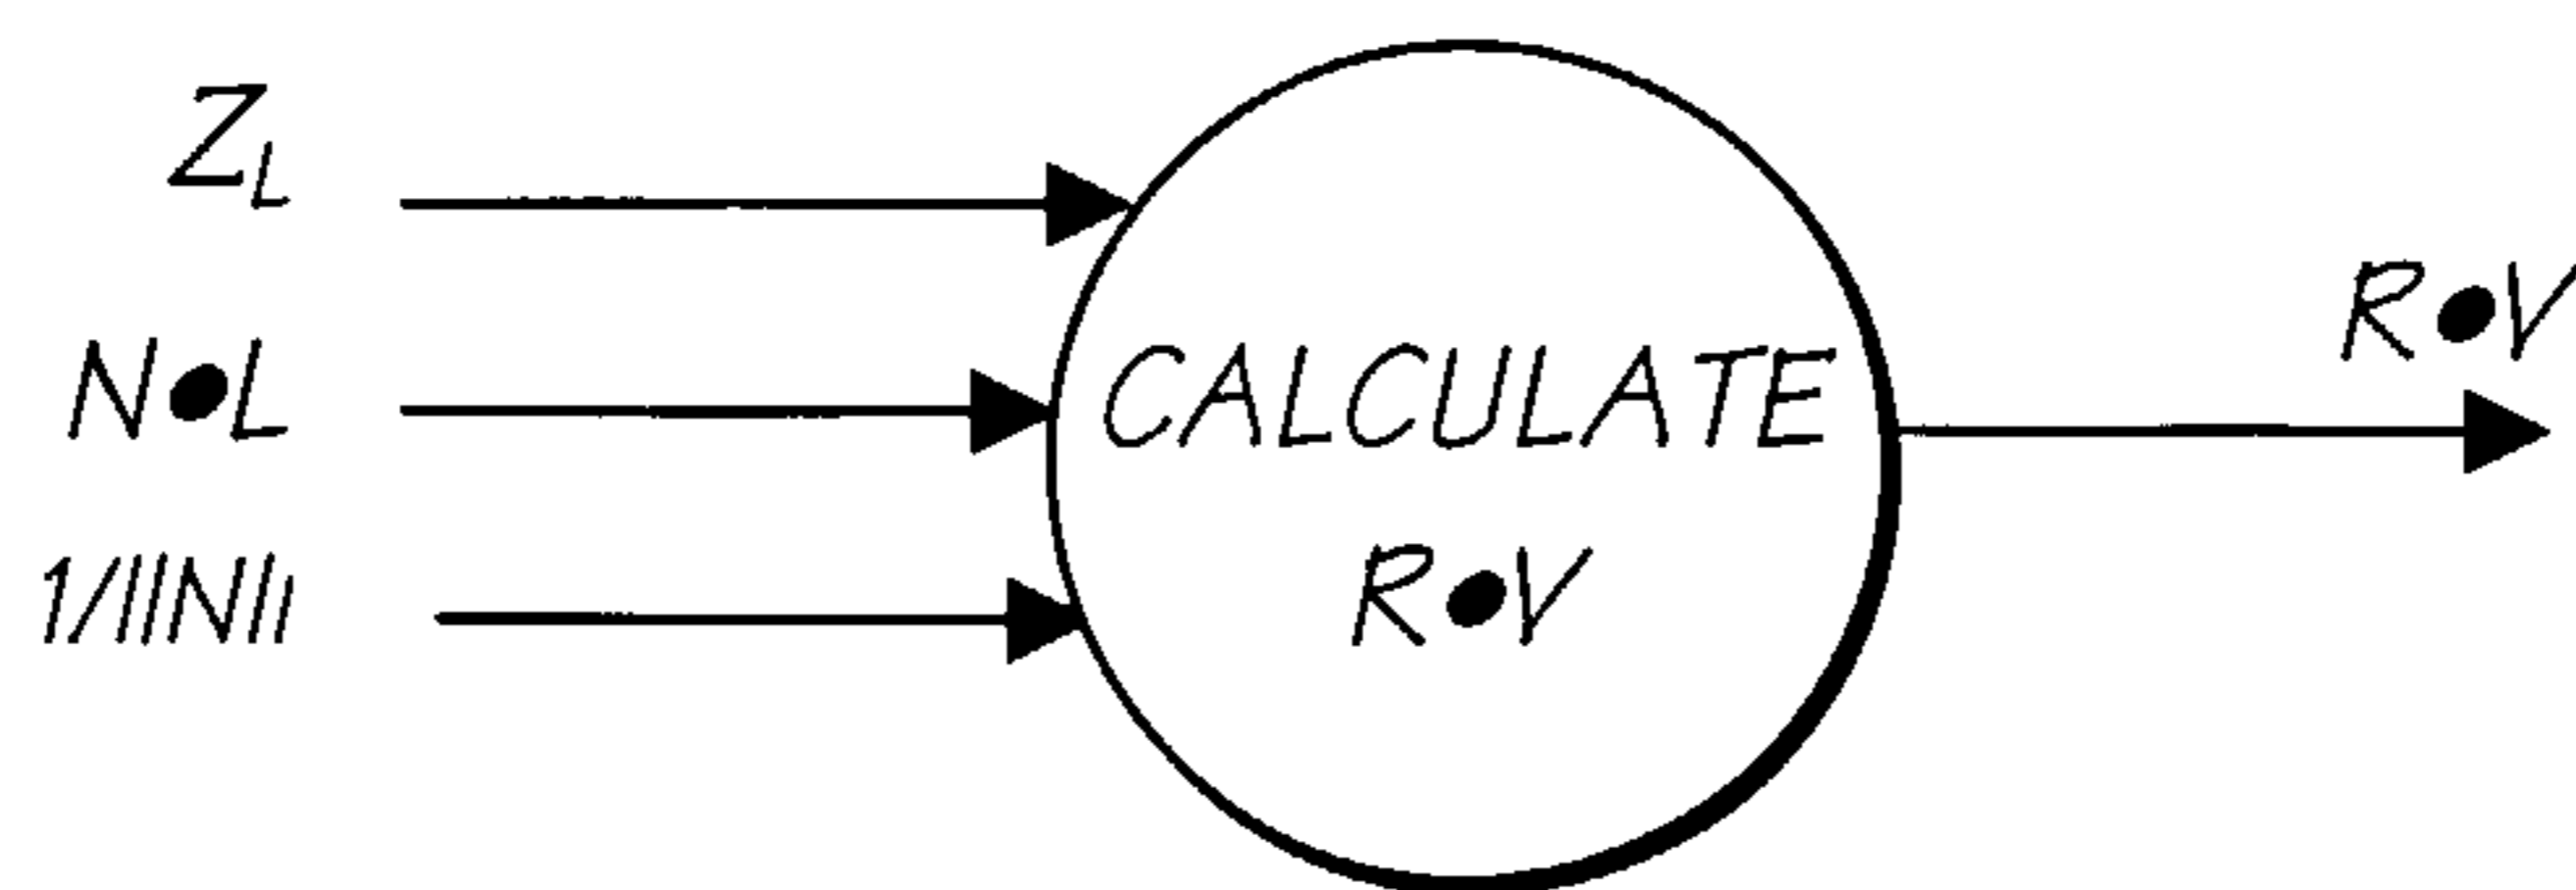 Z_L
N•L
1/||N||
CALCULATE
R•V
R•V